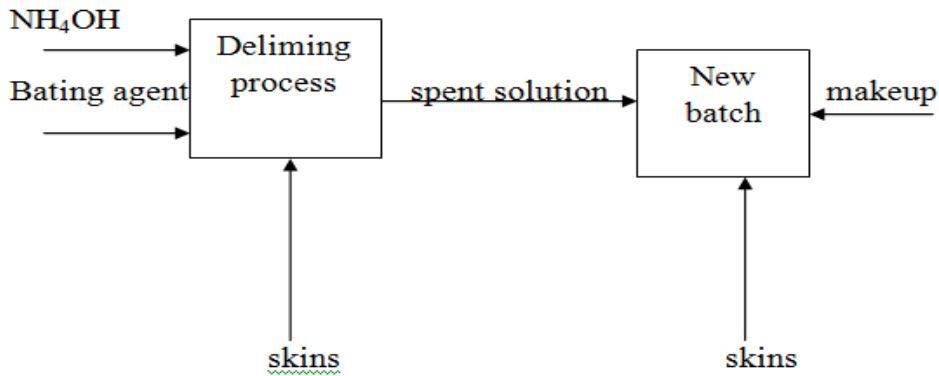 NH₄OH
Bating agent
Deliming
process
spent solution
New
batch
makeup
skins
skins